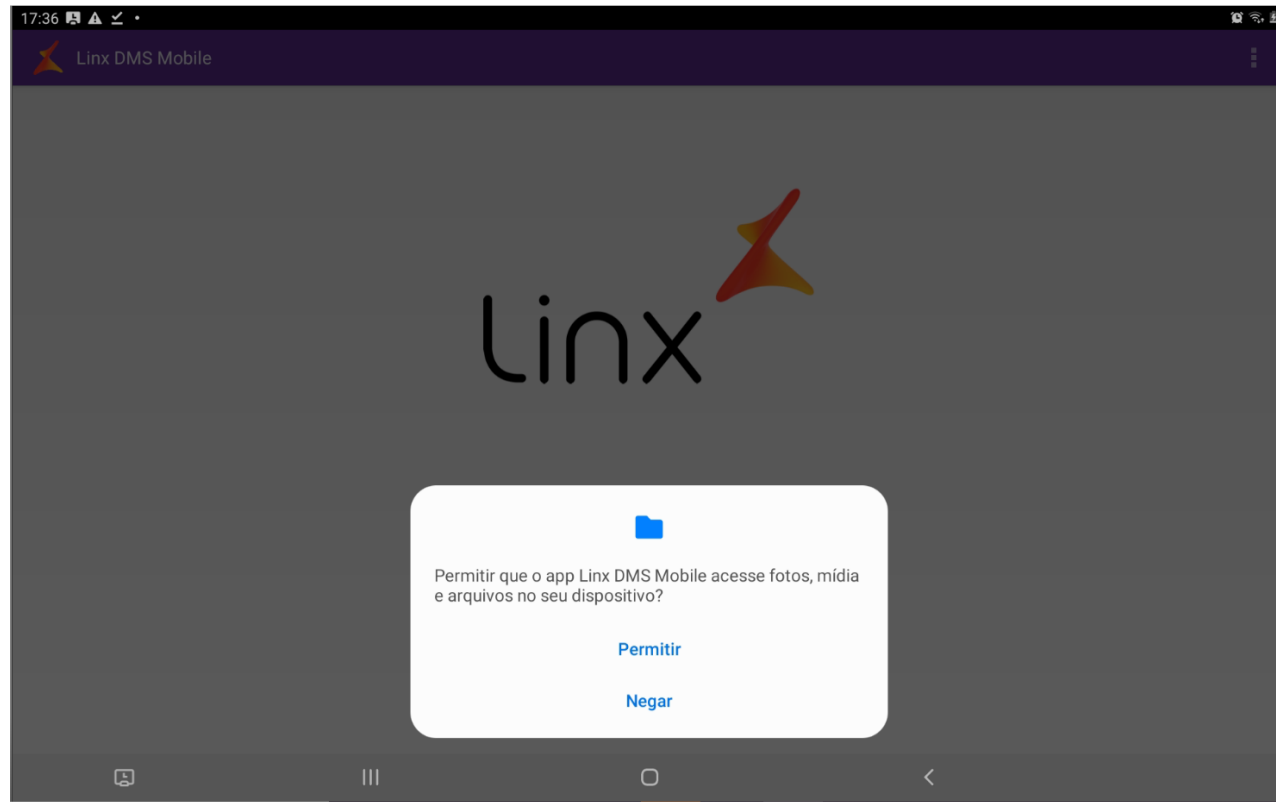 17:36
Linx DMS Mobile
Linx
Permitir que o app Linx DMS Mobile acesse fotos, mídia
e arquivos no seu dispositivo?
Permitir
Negar